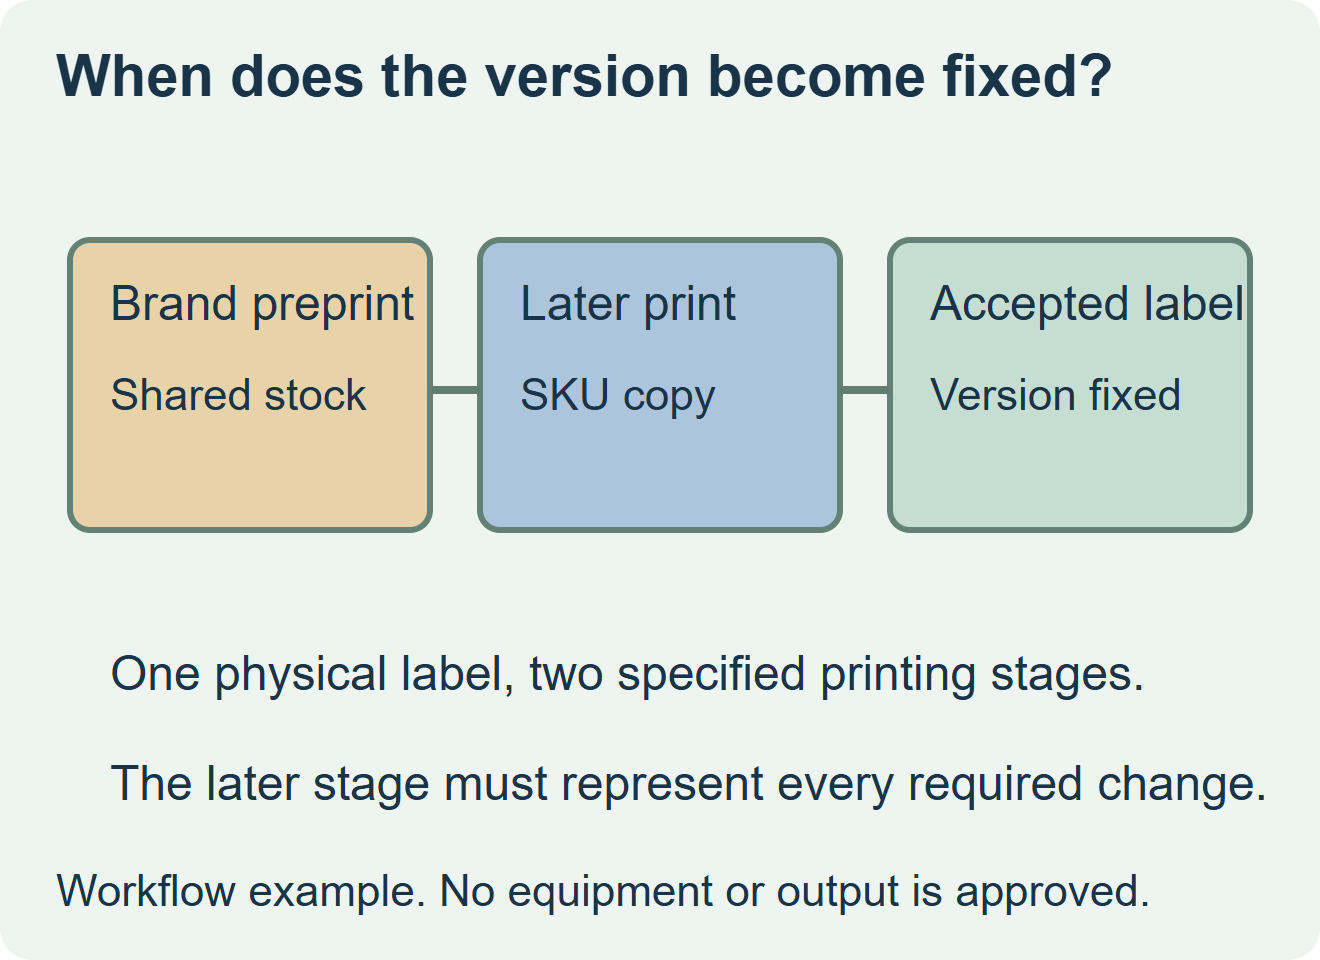 When does the version become fixed?
Brand preprint
Shared stock
Later print
SKU copy
Accepted label
Version fixed
One physical label, two specified printing stages.
The later stage must represent every required change.
Workflow example. No equipment or output is approved.